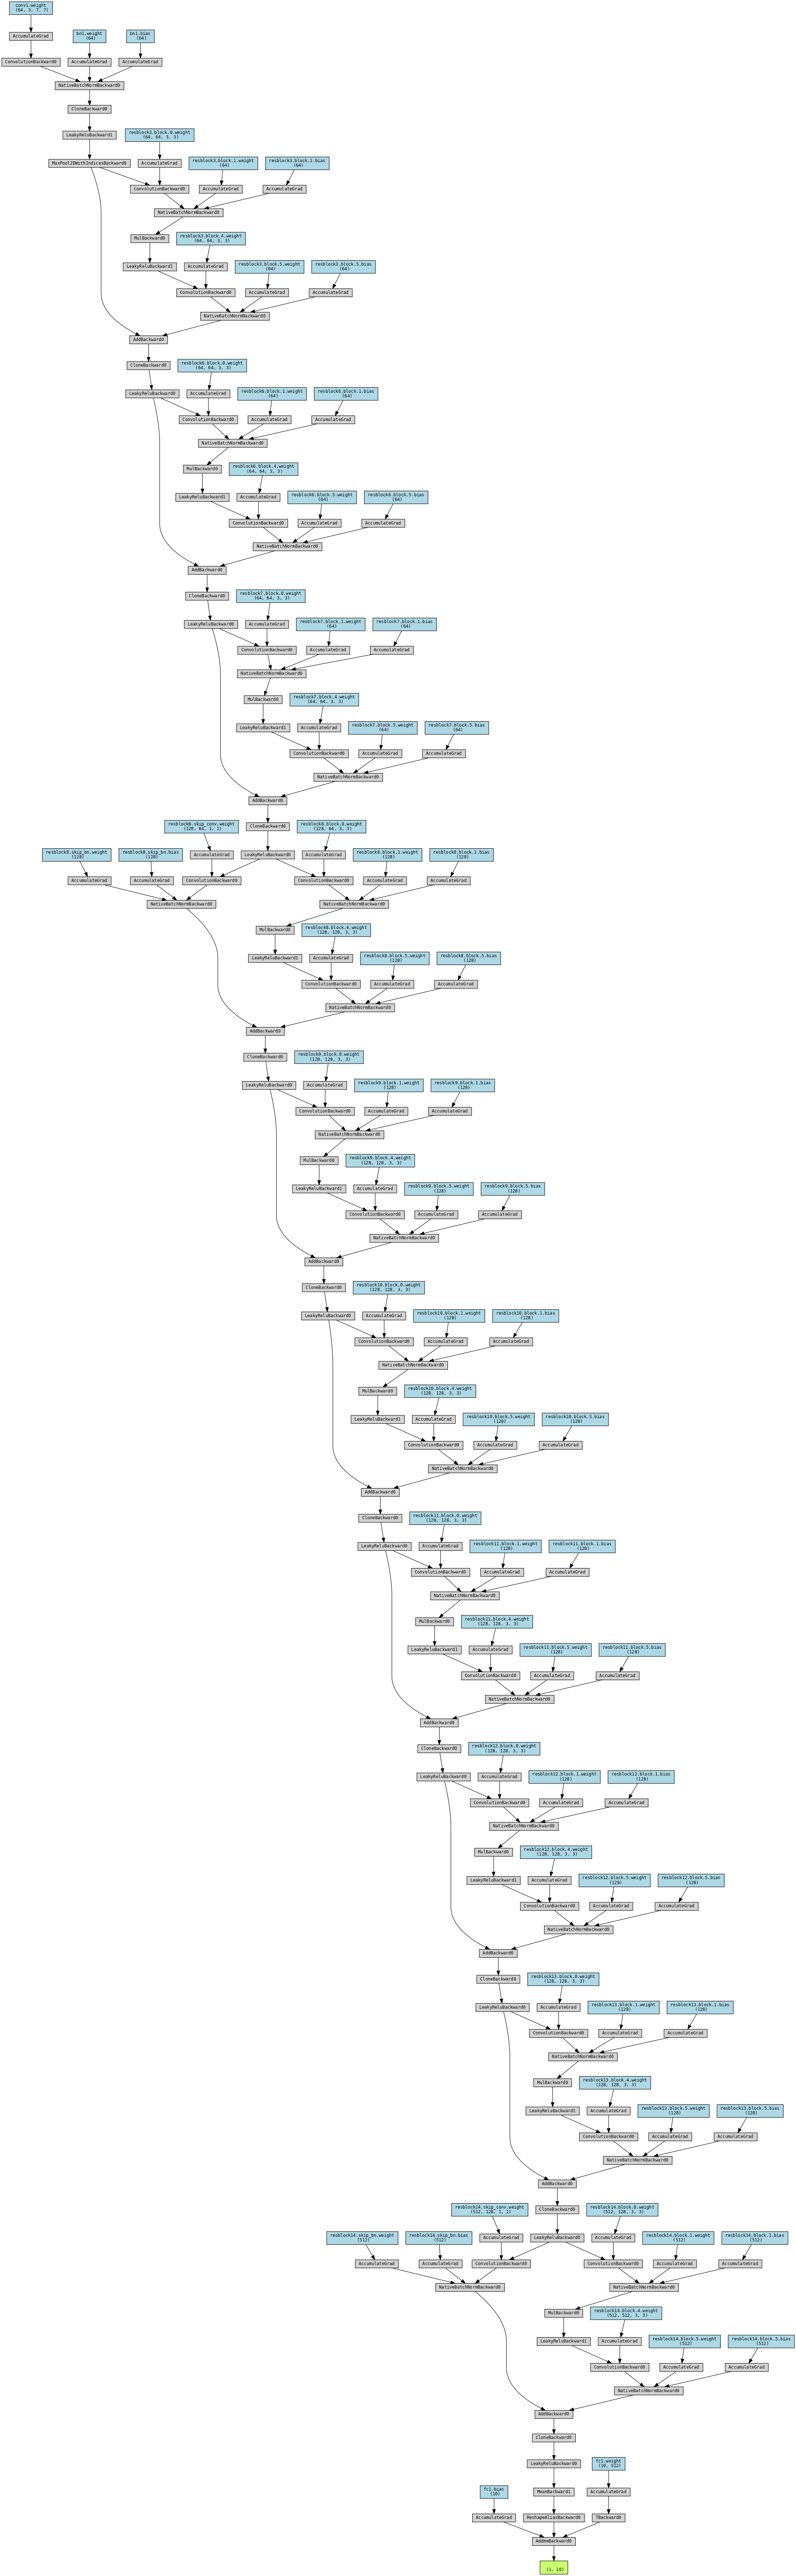 conv1.weight
(64, 3, 7, 7)
AccumulateGrad
bn1.weight
(64)
bn1.bias
(64)
ConvolutionBackward0
AccumulateGrad
AccumulateGrad
NativeBatchNormBackward0
CloneBackward0
LeakyReluBackward1
resblock3.block.0.weight
(64, 64, 3, 3)
MaxPool2DWithIndicesBackward0
AccumulateGrad
resblock3.block.1.weight
(64)
resblock3.block.1.bias
(64)
ConvolutionBackward0
AccumulateGrad
AccumulateGrad
NativeBatchNormBackward0
MulBackward0
resblock3.block.4.weight
(64, 64, 3, 3)
LeakyReluBackward1
AccumulateGrad
resblock3.block.5.weight
(64)
resblock3.block.5.bias
(64)
ConvolutionBackward0
AccumulateGrad
AccumulateGrad
NativeBatchNormBackward0
AddBackward0
CloneBackward0
resblock6.block.0.weight
(64, 64, 3, 3)
LeakyReluBackward0
AccumulateGrad
resblock6.block.1.weight
(64)
resblock6.block.1.bias
(64)
ConvolutionBackward0
AccumulateGrad
AccumulateGrad
NativeBatchNormBackward0
MulBackward0
resblock6.block.4.weight
(64, 64, 3, 3)
LeakyReluBackward1
AccumulateGrad
resblock6.block.5.weight
(64)
resblock6.block.5.bias
(64)
ConvolutionBackward0
AccumulateGrad
AccumulateGrad
NativeBatchNormBackward0
AddBackward0
CloneBackward0
resblock7.block.0.weight
(64, 64, 3, 3)
LeakyReluBackward0
AccumulateGrad
resblock7.block.1.weight
(64)
resblock7.block.1.bias
(64)
ConvolutionBackward0
AccumulateGrad
AccumulateGrad
NativeBatchNormBackward0
MulBackward0
resblock7.block.4.weight
(64, 64, 3, 3)
LeakyReluBackward1
AccumulateGrad
resblock7.block.5.weight
(64)
resblock7.block.5.bias
(64)
ConvolutionBackward0
AccumulateGrad
AccumulateGrad
NativeBatchNormBackward0
AddBackward0
resblock8.skip_conv.weight
(128, 64, 1, 1)
CloneBackward0
resblock8.block.0.weight
(128, 64, 3, 3)
resblock8.skip_bn.weight
(128)
resblock8.skip_bn.bias
(128)
AccumulateGrad
LeakyReluBackward0
AccumulateGrad
resblock8.block.1.weight
(128)
resblock8.block.1.bias
(128)
AccumulateGrad
AccumulateGrad
ConvolutionBackward0
ConvolutionBackward0
AccumulateGrad
AccumulateGrad
NativeBatchNormBackward0
NativeBatchNormBackward0
MulBackward0
resblock8.block.4.weight
(128, 128, 3, 3)
LeakyReluBackward1
AccumulateGrad
resblock8.block.5.weight
(128)
resblock8.block.5.bias
(128)
ConvolutionBackward0
AccumulateGrad
AccumulateGrad
NativeBatchNormBackward0
AddBackward0
CloneBackward0
resblock9.block.0.weight
(128, 128, 3, 3)
LeakyReluBackward0
AccumulateGrad
resblock9.block.1.weight
(128)
resblock9.block.1.bias
(128)
ConvolutionBackward0
AccumulateGrad
AccumulateGrad
NativeBatchNormBackward0
MulBackward0
resblock9.block.4.weight
(128, 128, 3, 3)
LeakyReluBackward1
AccumulateGrad
resblock9.block.5.weight
(128)
resblock9.block.5.bias
(128)
ConvolutionBackward0
AccumulateGrad
AccumulateGrad
NativeBatchNormBackward0
AddBackward0
CloneBackward0
resblock10.block.0.weight
(128, 128, 3, 3)
LeakyReluBackward0
AccumulateGrad
resblock10.block.1.weight
(128)
resblock10.block.1.bias
(128)
ConvolutionBackward0
AccumulateGrad
AccumulateGrad
NativeBatchNormBackward0
MulBackward0
resblock10.block.4.weight
(128, 128, 3, 3)
LeakyReluBackward1
AccumulateGrad
resblock10.block.5.weight
(128)
resblock10.block.5.bias
(128)
ConvolutionBackward0
AccumulateGrad
AccumulateGrad
NativeBatchNormBackward0
AddBackward0
CloneBackward0
resblock11.block.0.weight
(128, 128, 3, 3)
LeakyReluBackward0
AccumulateGrad
resblock11.block.1.weight
(128)
resblock11.block.1.bias
(128)
ConvolutionBackward0
AccumulateGrad
AccumulateGrad
NativeBatchNormBackward0
MulBackward0
resblock11.block.4.weight
(128, 128, 3, 3)
LeakyReluBackward1
AccumulateGrad
resblock11.block.5.weight
(128)
resblock11.block.5.bias
(128)
ConvolutionBackward0
AccumulateGrad
AccumulateGrad
NativeBatchNormBackward0
AddBackward0
CloneBackward0
resblock12.block.0.weight
(128, 128, 3, 3)
LeakyReluBackward0
AccumulateGrad
resblock12.block.1.weight
(128)
resblock12.block.1.bias
(128)
ConvolutionBackward0
AccumulateGrad
AccumulateGrad
NativeBatchNormBackward0
MulBackward0
resblock12.block.4.weight
(128, 128, 3, 3)
LeakyReluBackward1
AccumulateGrad
resblock12.block.5.weight
(128)
resblock12.block.5.bias
(128)
ConvolutionBackward0
AccumulateGrad
AccumulateGrad
NativeBatchNormBackward0
AddBackward0
CloneBackward0
resblock13.block.0.weight
(128, 128, 3, 3)
LeakyReluBackward0
AccumulateGrad
resblock13.block.1.weight
(128)
resblock13.block.1.bias
(128)
ConvolutionBackward0
AccumulateGrad
AccumulateGrad
NativeBatchNormBackward0
MulBackward0
resblock13.block.4.weight
(128, 128, 3, 3)
LeakyReluBackward1
AccumulateGrad
resblock13.block.5.weight
(128)
resblock13.block.5.bias
(128)
ConvolutionBackward0
AccumulateGrad
AccumulateGrad
NativeBatchNormBackward0
AddBackward0
resblock14.skip_conv.weight
(512, 128, 1, 1)
CloneBackward0
resblock14.block.0.weight
(512, 128, 3, 3)
resblock14.skip_bn.weight
(512)
resblock14.skip_bn.bias
(512)
AccumulateGrad
LeakyReluBackward0
AccumulateGrad
resblock14.block.1.weight
(512)
resblock14.block.1.bias
(512)
AccumulateGrad
AccumulateGrad
ConvolutionBackward0
ConvolutionBackward0
AccumulateGrad
AccumulateGrad
NativeBatchNormBackward0
NativeBatchNormBackward0
MulBackward0
resblock14.block.4.weight
(512, 512, 3, 3)
LeakyReluBackward1
AccumulateGrad
resblock14.block.5.weight
(512)
resblock14.block.5.bias
(512)
ConvolutionBackward0
AccumulateGrad
AccumulateGrad
NativeBatchNormBackward0
AddBackward0
CloneBackward0
LeakyReluBackward0
fc1.weight
(10, 512)
fc1.bias
(10)
MeanBackward1
AccumulateGrad
AccumulateGrad
ReshapeAliasBackward0
TBackward0
AddmmBackward0
(1, 10)